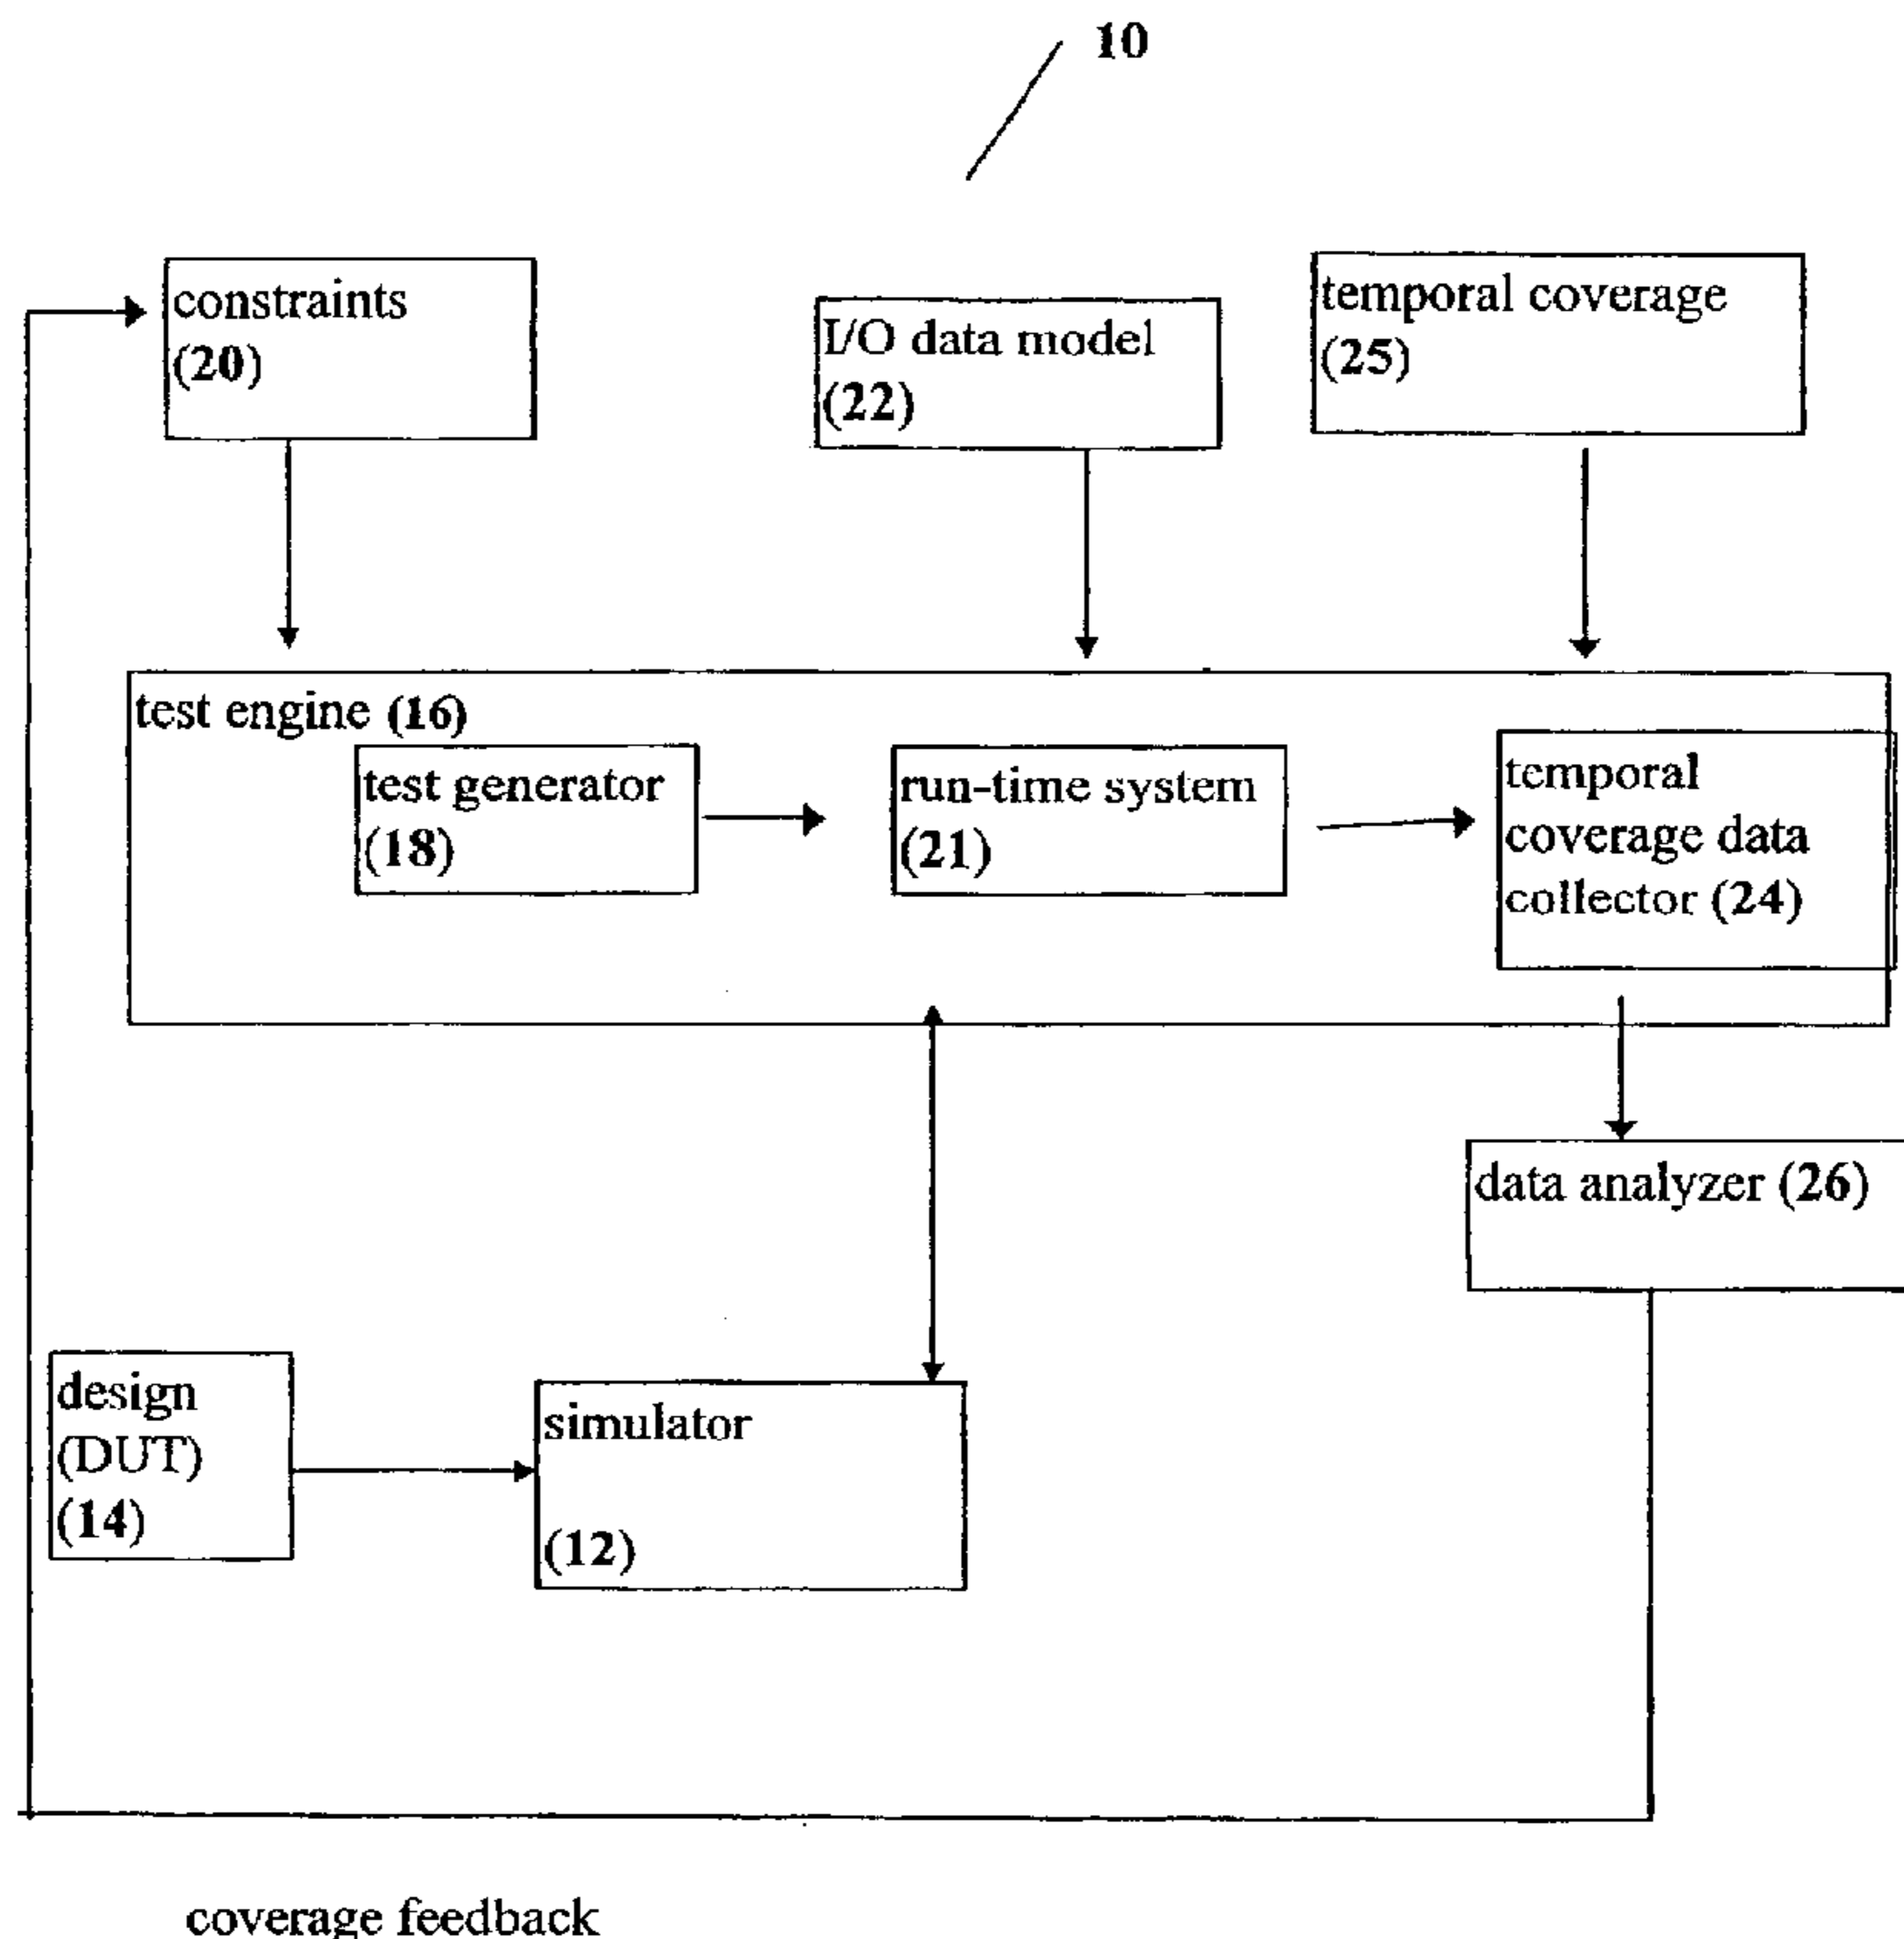 10
constraints
(20)
I/O data model
(22)
temporal coverage
(25)
test engine (16)
test generator
(18)
run-time system
(21)
temporal
coverage data
collector (24)
data analyzer (26)
design
(DUT)
(14)
simulator
(12)
coverage feedback